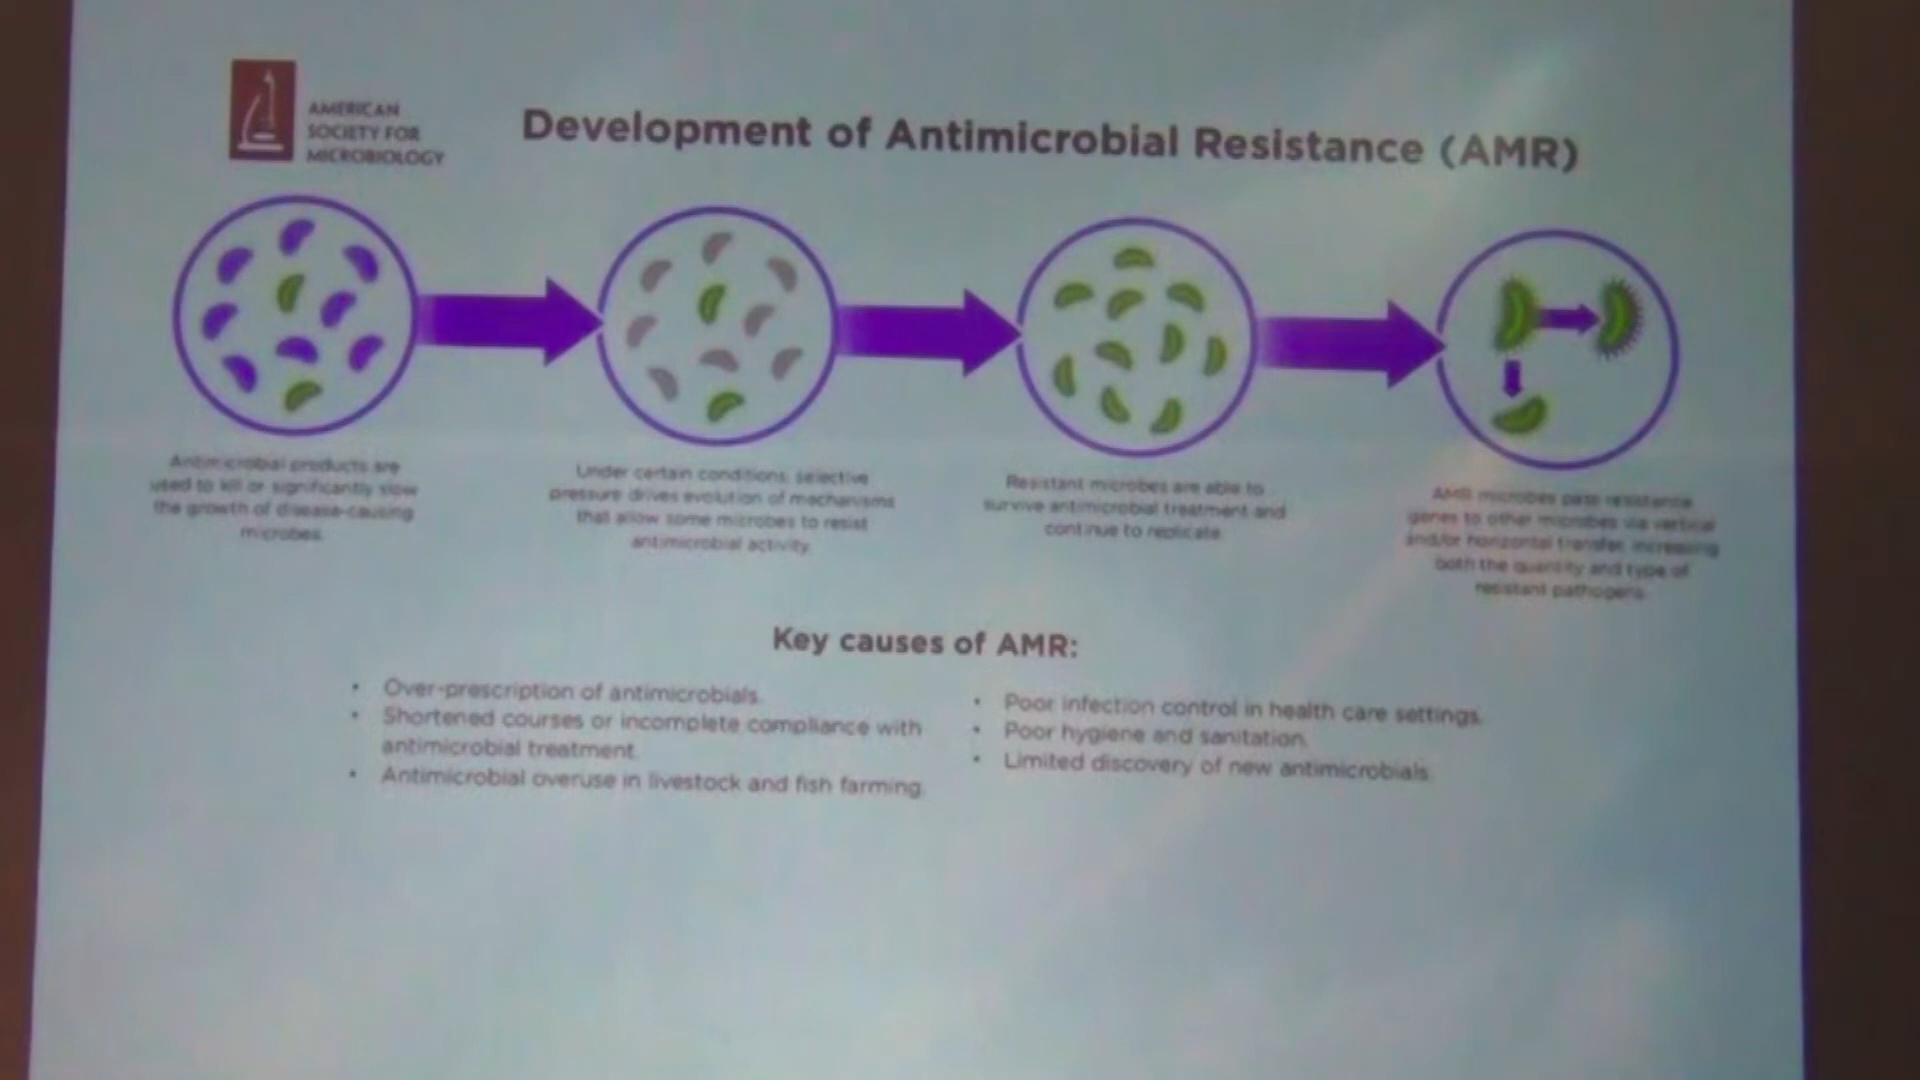 AMERICAN
SOCIETY FOR
MICROBIOLOGY
Development of Antimicrobial Resistance (AMR)
Antimicrobial products are
used to kill or significantly slow
the growth of disease-causing
microbes.
Under certain conditions, selective
pressure drives evolution of mechanisms
that allow some microbes to resist
antimicrobial activity.
Resistant microbes are able to
survive antimicrobial treatment and
continue to replicate.
AMR microbes pass resistance
genes to other microbes via vertical
and/or horizontal transfer, increasing
both the quantity and type of
resistant pathogens.
Key causes of AMR:
• Over-prescription of antimicrobials.
• Shortened courses or incomplete compliance with
antimicrobial treatment.
• Antimicrobial overuse in livestock and fish farming.
• Poor infection control in health care settings.
• Poor hygiene and sanitation.
• Limited discovery of new antimicrobials.